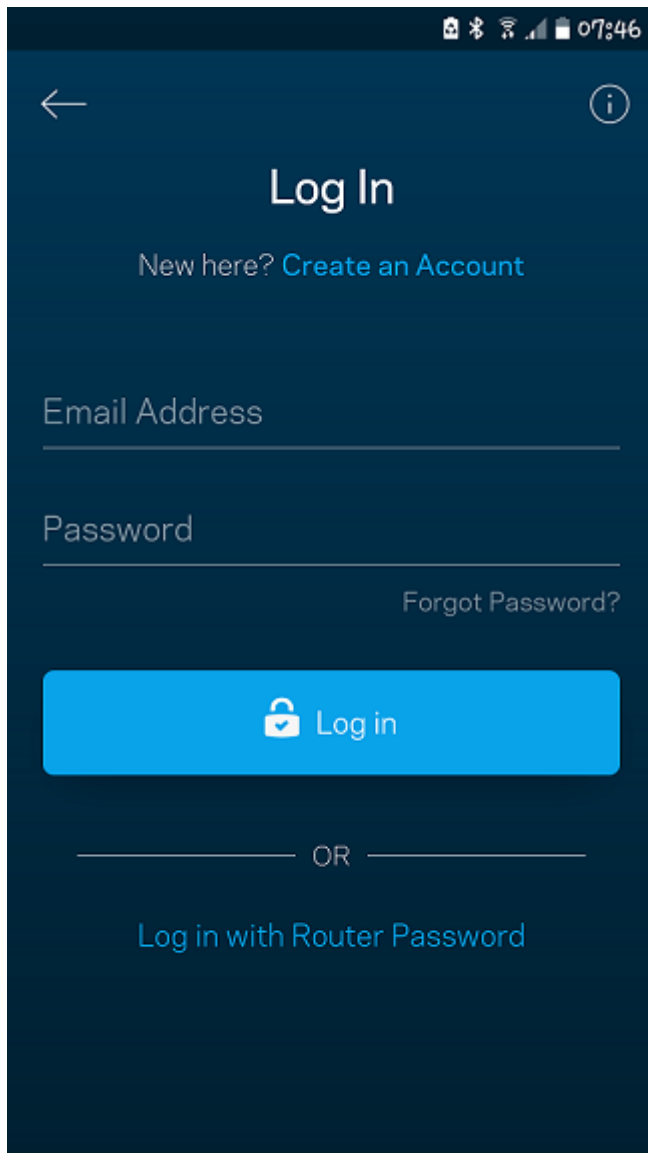 07:46
Log In
New here? Create an Account
Email Address
Password
Forgot Password?
Log in
OR
Log in with Router Password